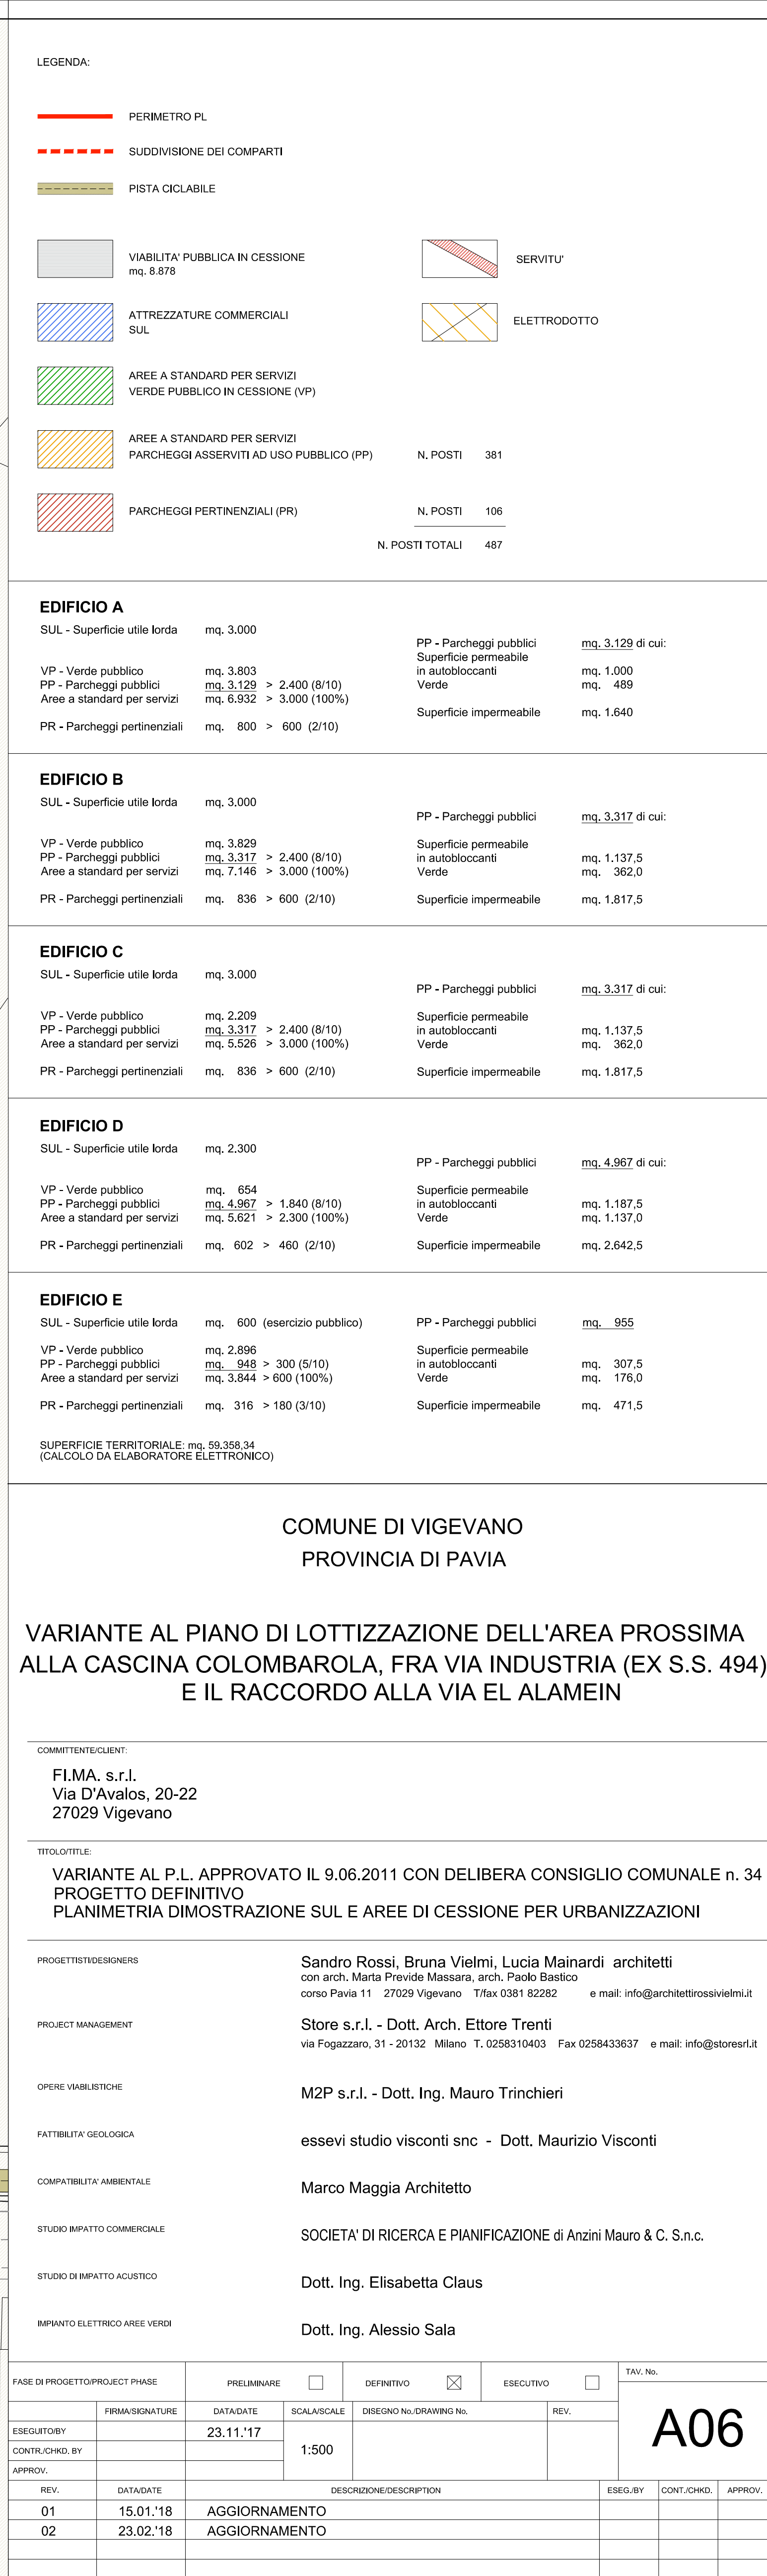 LEGENDA:
PERIMETRO PL
SUDDIVISIONE DEI COMPARTI
PISTA CICLABILE
VIABILITA' PUBBLICA IN CESSIONE
mq. 8.878
SERVITU'
ATTREZZATURE COMMERCIALI
SUL
ELETTRODOTTO
AREE A STANDARD PER SERVIZI
VERDE PUBBLICO IN CESSIONE (VP)
AREE A STANDARD PER SERVIZI
PARCHEGGI ASSERVITI AD USO PUBBLICO (PP) N. POSTI 381
PARCHEGGI PERTINENZIALI (PR) N. POSTI 106
N. POSTI TOTALI 487
EDIFICIO A
SUL - Superficie utile lorda mq. 3.000
VP - Verde pubblico mq. 3.803
PP - Parcheggi pubblici mq. 3.129 > 2.400 (8/10)
Aree a standard per servizi mq. 6.932 > 3.000 (100%)
PR - Parcheggi pertinenziali mq. 800 > 600 (2/10)
PP - Parcheggi pubblici mq. 3.129 di cui:
Superficie permeabile
in autobloccanti mq. 1.000
Verde mq. 489
Superficie impermeabile mq. 1.640
EDIFICIO B
SUL - Superficie utile lorda mq. 3.000
VP - Verde pubblico mq. 3.829
PP - Parcheggi pubblici mq. 3.317 > 2.400 (8/10)
Aree a standard per servizi mq. 7.146 > 3.000 (100%)
PR - Parcheggi pertinenziali mq. 836 > 600 (2/10)
PP - Parcheggi pubblici mq. 3.317 di cui:
Superficie permeabile
in autobloccanti mq. 1.137,5
Verde mq. 362,0
Superficie impermeabile mq. 1.817,5
EDIFICIO C
SUL - Superficie utile lorda mq. 3.000
VP - Verde pubblico mq. 2.209
PP - Parcheggi pubblici mq. 3.317 > 2.400 (8/10)
Aree a standard per servizi mq. 5.526 > 3.000 (100%)
PR - Parcheggi pertinenziali mq. 836 > 600 (2/10)
PP - Parcheggi pubblici mq. 3.317 di cui:
Superficie permeabile
in autobloccanti mq. 1.137,5
Verde mq. 362,0
Superficie impermeabile mq. 1.817,5
EDIFICIO D
SUL - Superficie utile lorda mq. 2.300
VP - Verde pubblico mq. 654
PP - Parcheggi pubblici mq. 4.967 > 1.840 (8/10)
Aree a standard per servizi mq. 5.621 > 2.300 (100%)
PR - Parcheggi pertinenziali mq. 602 > 460 (2/10)
PP - Parcheggi pubblici mq. 4.967 di cui:
Superficie permeabile
in autobloccanti mq. 1.187,5
Verde mq. 1.137,0
Superficie impermeabile mq. 2.642,5
EDIFICIO E
SUL - Superficie utile lorda mq. 600 (esercizio pubblico)
VP - Verde pubblico mq. 2.896
PP - Parcheggi pubblici mq. 948 > 300 (5/10)
Aree a standard per servizi mq. 3.844 > 600 (100%)
PR - Parcheggi pertinenziali mq. 316 > 180 (3/10)
PP - Parcheggi pubblici mq. 955
Superficie permeabile
in autobloccanti mq. 307,5
Verde mq. 176,0
Superficie impermeabile mq. 471,5
SUPERFICIE TERRITORIALE: mq. 59.358,34
(CALCOLO DA ELABORATORE ELETTRONICO)
COMUNE DI VIGEVANO
PROVINCIA DI PAVIA
VARIANTE AL PIANO DI LOTTIZZAZIONE DELL'AREA PROSSIMA
ALLA CASCINA COLOMBAROLA, FRA VIA INDUSTRIA (EX S.S. 494)
E IL RACCORDO ALLA VIA EL ALAMEIN
COMMITTENTE/CLIENT:
FI.MA. s.r.l.
Via D'Avalos, 20-22
27029 Vigevano
TITOLO/TITLE:
VARIANTE AL P.L. APPROVATO IL 9.06.2011 CON DELIBERA CONSIGLIO COMUNALE n. 34
PROGETTO DEFINITIVO
PLANIMETRIA DIMOSTRAZIONE SUL E AREE DI CESSIONE PER URBANIZZAZIONI
PROGETTISTI/DESIGNERS Sandro Rossi, Bruna Vielmi, Lucia Mainardi architetti
con arch. Marta Previde Massara, arch. Paolo Bastico
corso Pavia 11 27029 Vigevano T/fax 0381 82282 e mail: info@architettirossivielmi.it
PROJECT MANAGEMENT Store s.r.l. - Dott. Arch. Ettore Trenti
via Fogazzaro, 31 - 20132 Milano T. 0258310403 Fax 0258433637 e mail: info@storesrl.it
OPERE VIABILISTICHE M2P s.r.l. - Dott. Ing. Mauro Trinchieri
FATTIBILITA' GEOLOGICA essevi studio visconti snc - Dott. Maurizio Visconti
COMPATIBILITA' AMBIENTALE Marco Maggia Architetto
STUDIO IMPATTO COMMERCIALE SOCIETA' DI RICERCA E PIANIFICAZIONE di Anzini Mauro & C. S.n.c.
STUDIO DI IMPATTO ACUSTICO Dott. Ing. Elisabetta Claus
IMPIANTO ELETTRICO AREE VERDI Dott. Ing. Alessio Sala
FASE DI PROGETTO/PROJECT PHASE PRELIMINARE DEFINITIVO ESECUTIVO TAV. No.
FIRMA/SIGNATURE DATA/DATE SCALA/SCALE DISEGNO No./DRAWING No. REV.
A06
ESEGUITO/BY 23.11.'17
CONTR./CHKD. BY 1:500
APPROV.
REV. DATA/DATE DESCRIZIONE/DESCRIPTION ESEG./BY CONT./CHKD. APPROV.
01 15.01.'18 AGGIORNAMENTO
02 23.02.'18 AGGIORNAMENTO